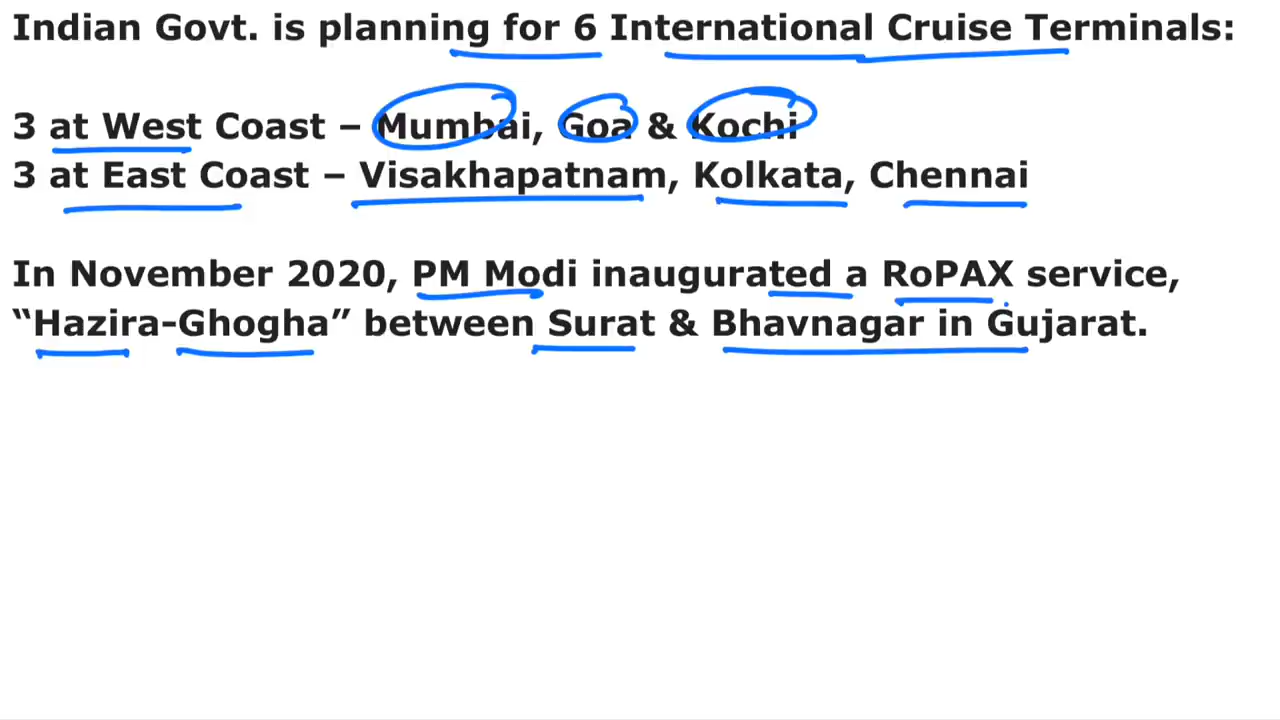 Indian Govt. is planning for 6 International Cruise Terminals:
3 at West Coast – Mumbai, Goa & Kochi
3 at East Coast – Visakhapatnam, Kolkata, Chennai
In November 2020, PM Modi inaugurated a RoPAX service,
“Hazira-Ghogha” between Surat & Bhavnagar in Gujarat.